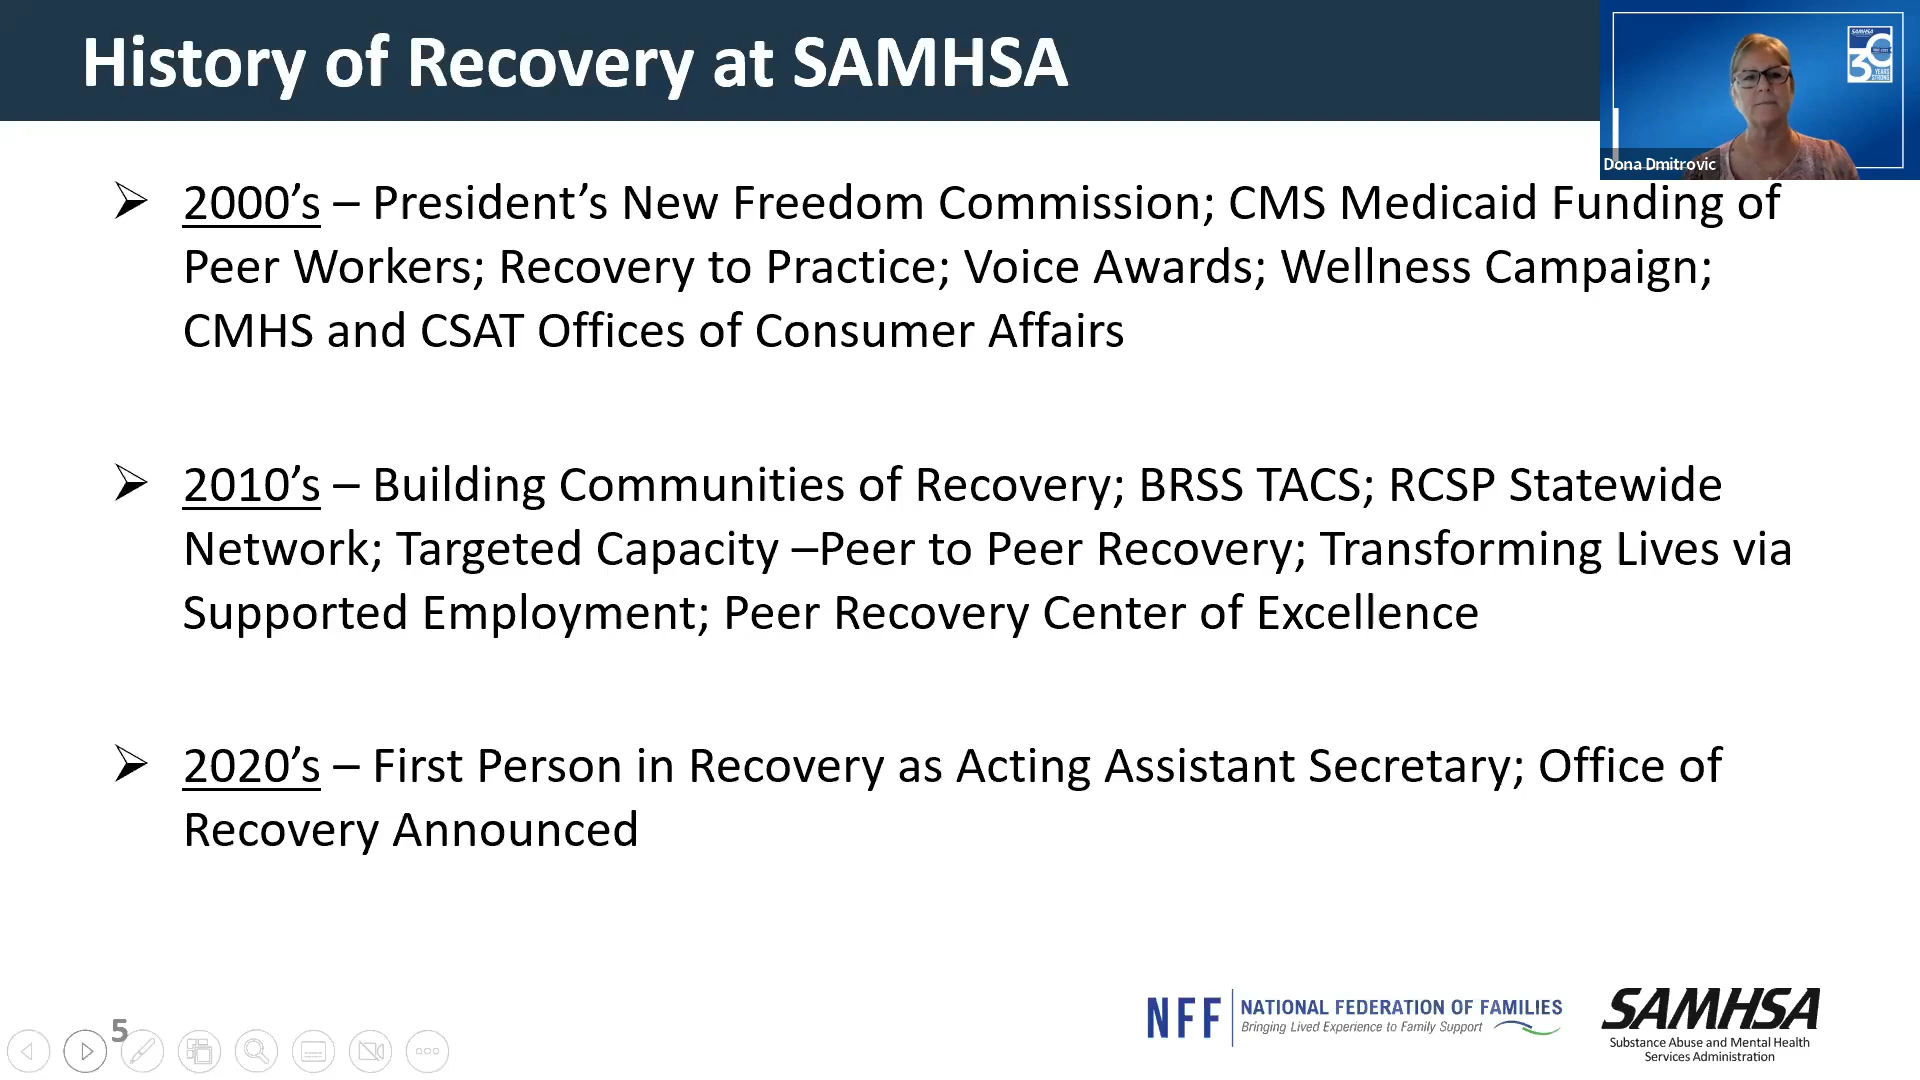 History of Recovery at SAMHSA
SAMHSA
30
YEARS
STRONG
Dona Dmitrovic
➢ 2000’s – President’s New Freedom Commission; CMS Medicaid Funding of
Peer Workers; Recovery to Practice; Voice Awards; Wellness Campaign;
CMHS and CSAT Offices of Consumer Affairs
➢ 2010’s – Building Communities of Recovery; BRSS TACS; RCSP Statewide
Network; Targeted Capacity –Peer to Peer Recovery; Transforming Lives via
Supported Employment; Peer Recovery Center of Excellence
➢ 2020’s – First Person in Recovery as Acting Assistant Secretary; Office of
Recovery Announced
5
NFF
NATIONAL FEDERATION OF FAMILIES
Bringing Lived Experience to Family Support
SAMHSA
Substance Abuse and Mental Health
Services Administration